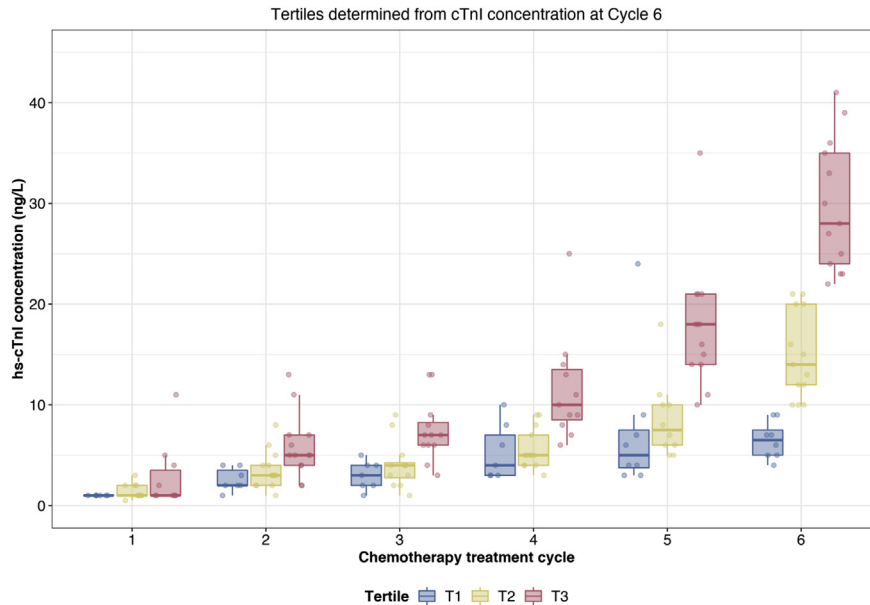 Tertiles determined from cTnI concentration at Cycle 6
hs-cTnI concentration (ng/L)
40
30
20
10
0
1 2 3 4 5 6
Chemotherapy treatment cycle
Tertile T1 T2 T3